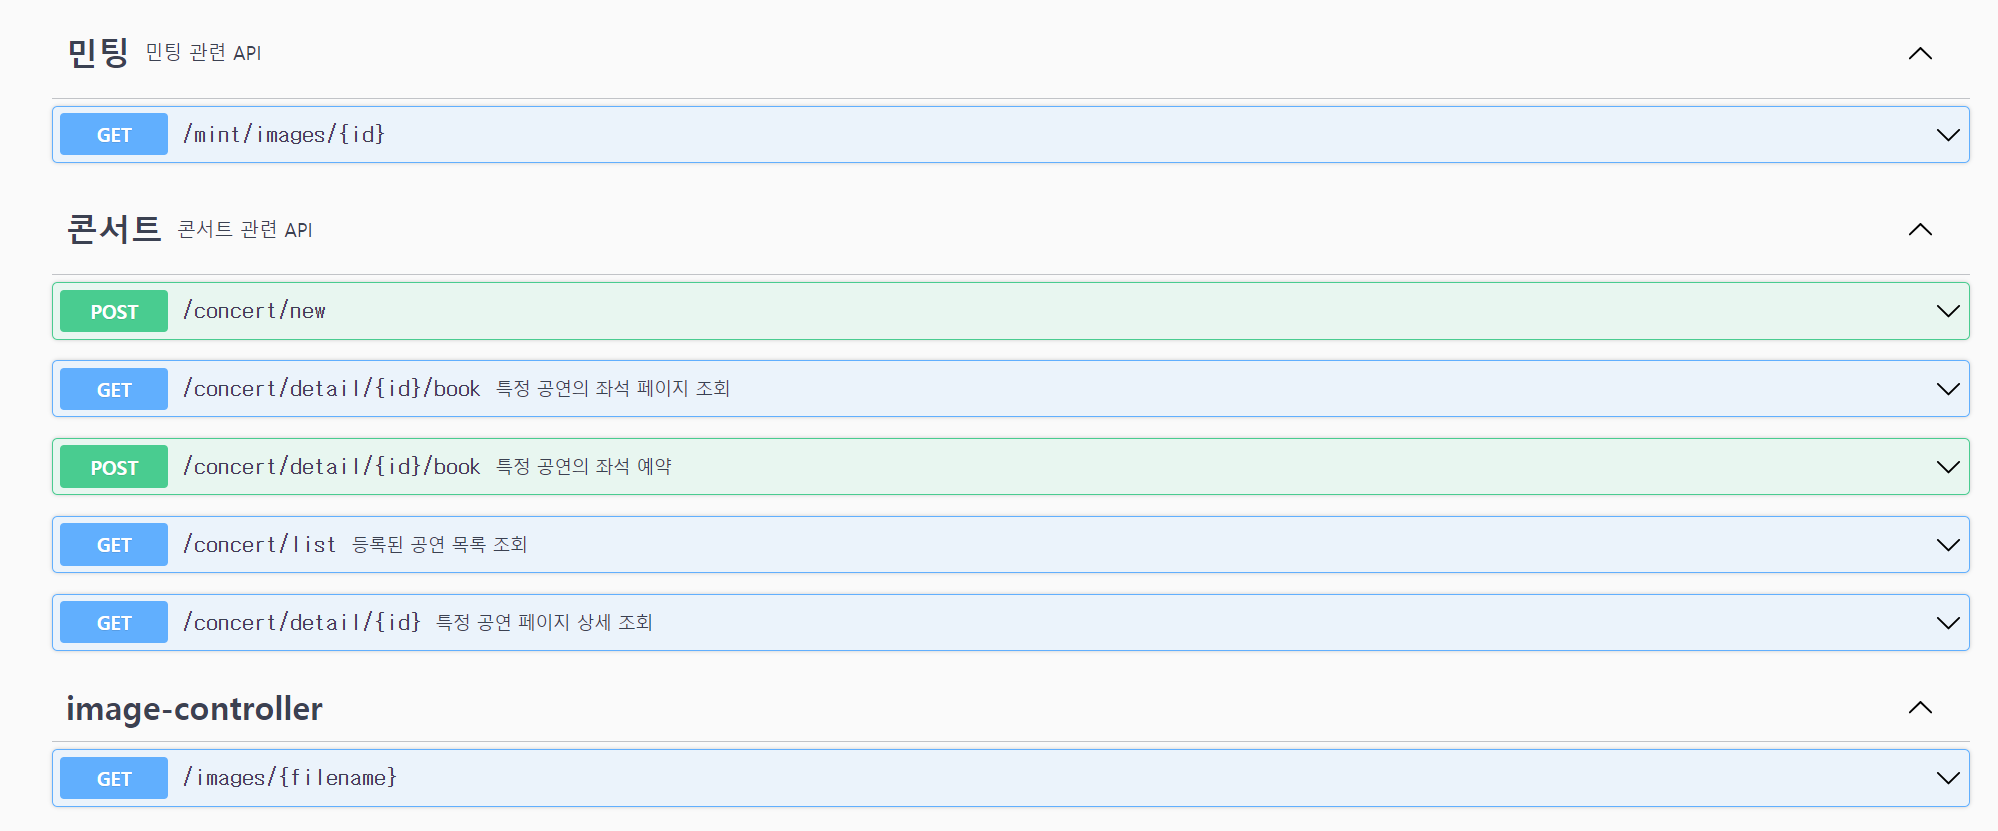 민팅 민팅 관련 API
GET /mint/images/{id}
콘서트 콘서트 관련 API
POST /concert/new
GET /concert/detail/{id}/book 특정 공연의 좌석 페이지 조회
POST /concert/detail/{id}/book 특정 공연의 좌석 예약
GET /concert/list 등록된 공연 목록 조회
GET /concert/detail/{id} 특정 공연 페이지 상세 조회
image-controller
GET /images/{filename}